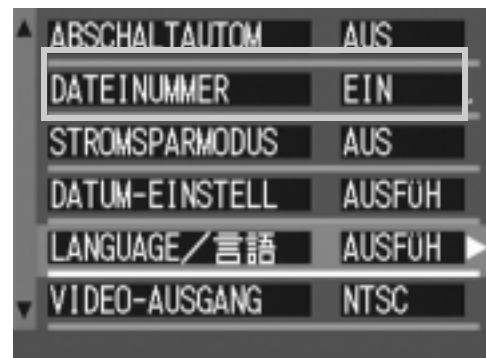 ABSCHALTAUTOM AUS
DATEINUMMER EIN
STROMSPARMODUS AUS
DATUM-EINSTELL AUSFÜH
LANGUAGE/言語 AUSFÜH
VIDEO-AUSGANG NTSC